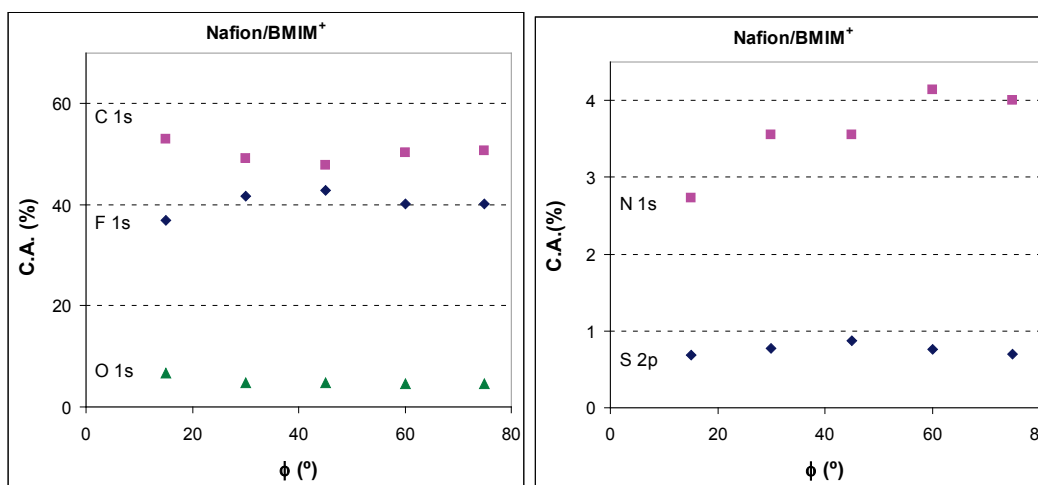 Nafion/BMIM⁺
60
40
20
0
C.A. (%)
C 1s
F 1s
O 1s
0 20 40 60 80
ϕ (º)
Nafion/BMIM⁺
4
3
2
1
0
C.A.(%)
N 1s
S 2p
0 20 40 60 80
ϕ (º)